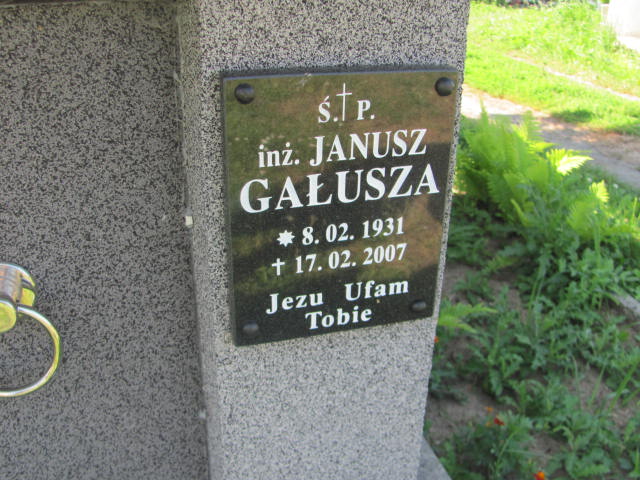 Ś.†P.
inż. JANUSZ
GAŁUSZA
* 8. 02. 1931
† 17. 02. 2007
Jezu Ufam
Tobie